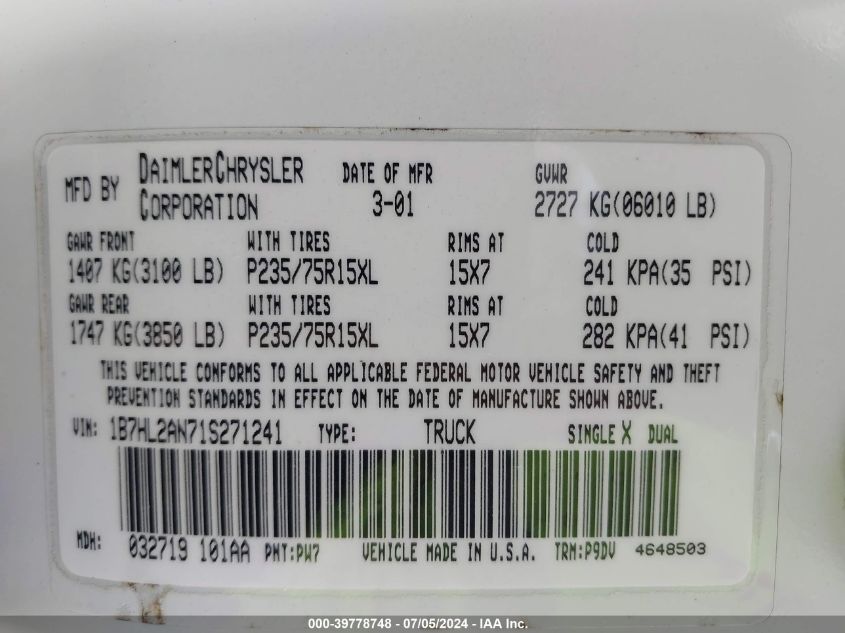 MFD BY DAIMLERCHRYSLER CORPORATION DATE OF MFR 3-01 GVWR 2727 KG(06010 LB)
GAWR FRONT WITH TIRES RIMS AT COLD
1407 KG(3100 LB) P235/75R15XL 15X7 241 KPA(35 PSI)
GAWR REAR WITH TIRES RIMS AT COLD
1747 KG(3850 LB) P235/75R15XL 15X7 282 KPA(41 PSI)
THIS VEHICLE CONFORMS TO ALL APPLICABLE FEDERAL MOTOR VEHICLE SAFETY AND THEFT
PREVENTION STANDARDS IN EFFECT ON THE DATE OF MANUFACTURE SHOWN ABOVE.
VIN: 1B7HL2AN71S271241 TYPE: TRUCK SINGLE X DUAL
MDH: 032719 101AA PNT:PW7 VEHICLE MADE IN U.S.A. TRM:P9DV 4648503
000-39778748 - 07/05/2024 - IAA Inc.